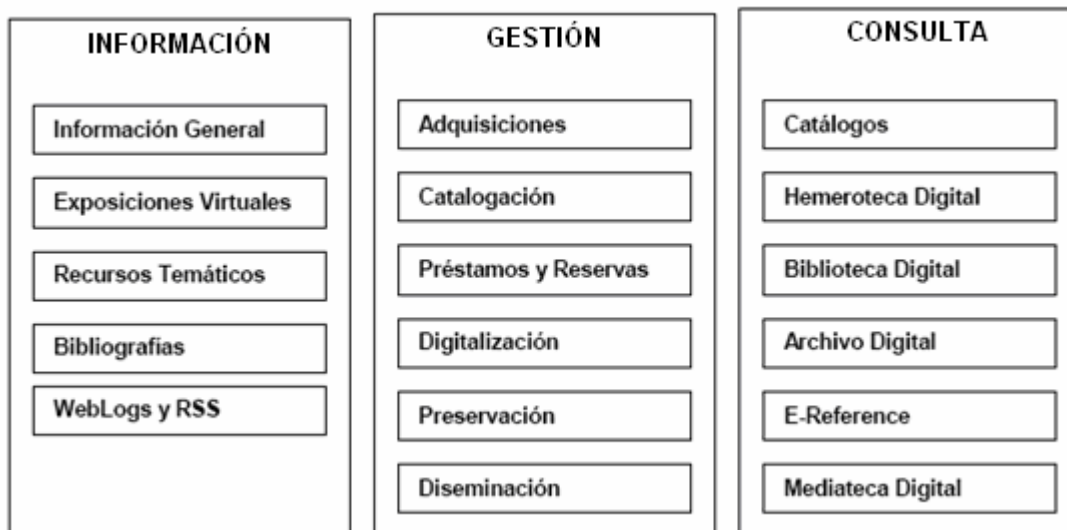 INFORMACIÓN
Información General
Exposiciones Virtuales
Recursos Temáticos
Bibliografías
WebLogs y RSS
GESTIÓN
Adquisiciones
Catalogación
Préstamos y Reservas
Digitalización
Preservación
Diseminación
CONSULTA
Catálogos
Hemeroteca Digital
Biblioteca Digital
Archivo Digital
E-Reference
Mediateca Digital